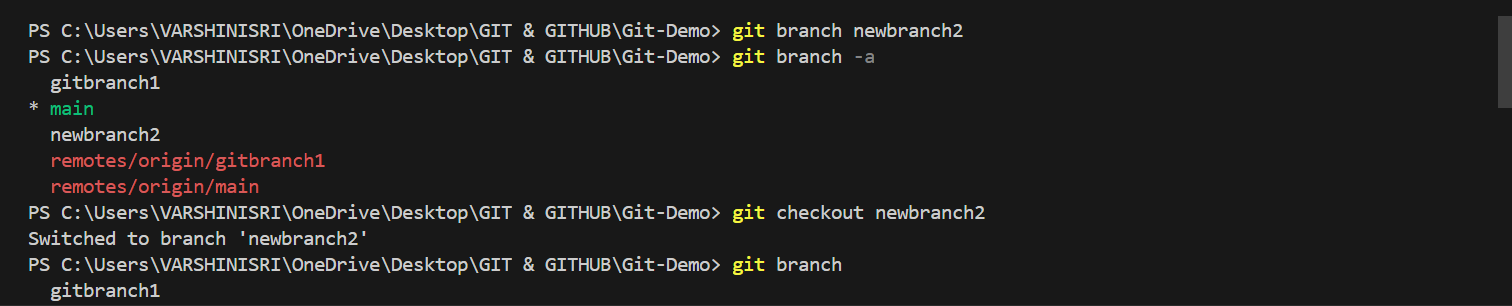 PS C:\Users\VARSHINISRI\OneDrive\Desktop\GIT & GITHUB\Git-Demo> git branch newbranch2
PS C:\Users\VARSHINISRI\OneDrive\Desktop\GIT & GITHUB\Git-Demo> git branch -a
  gitbranch1
* main
  newbranch2
  remotes/origin/gitbranch1
  remotes/origin/main
PS C:\Users\VARSHINISRI\OneDrive\Desktop\GIT & GITHUB\Git-Demo> git checkout newbranch2
Switched to branch 'newbranch2'
PS C:\Users\VARSHINISRI\OneDrive\Desktop\GIT & GITHUB\Git-Demo> git branch
  gitbranch1